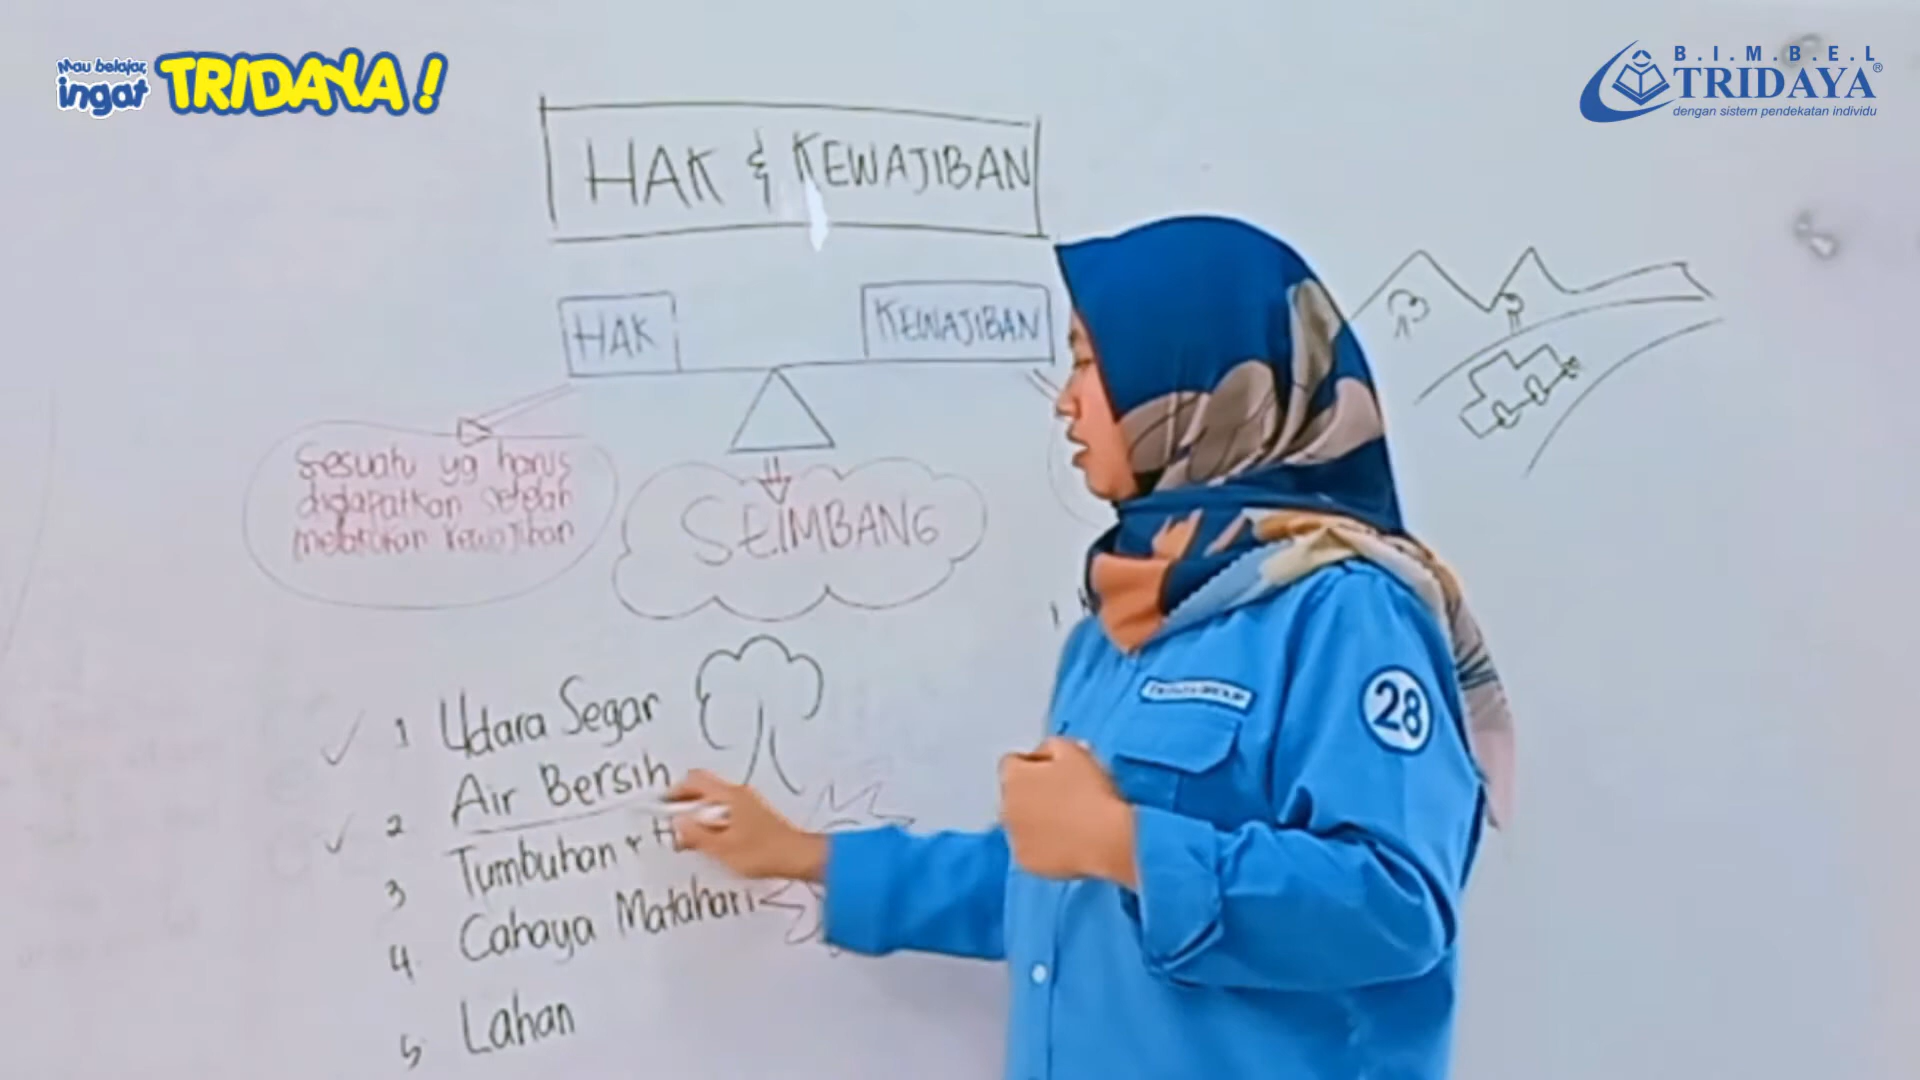 Mau belajar,
ingat TRIDAYA !
B.I.M.B.E.L
TRIDAYA®
dengan sistem pendekatan individu
HAK & KEWAJIBAN
HAK
KEWAJIBAN
Sesuatu yg harus
didapatkan setelah
melakukan kewajiban
SEIMBANG
1 Udara Segar
2 Air Bersih
3 Tumbuhan + H
4. Cahaya Matahari
5 Lahan
28